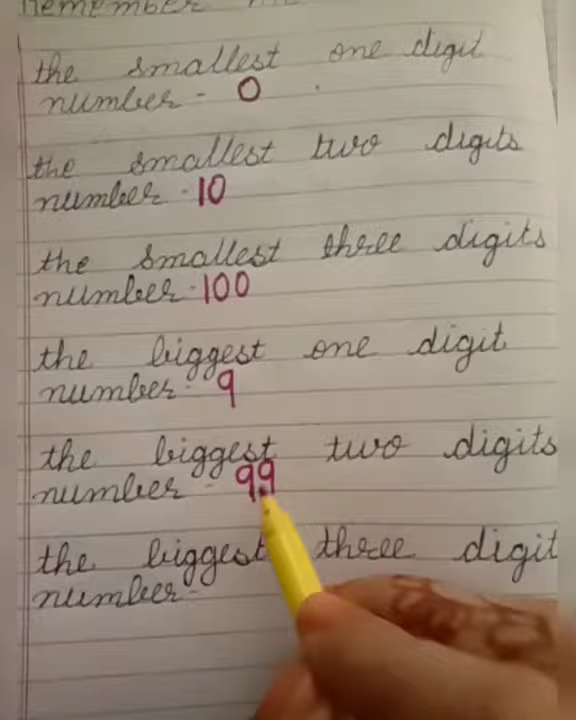 Remember
the smallest one digit
number - 0
the smallest two digits
number - 10
the smallest three digits
number - 100
the biggest one digit
number - 9
the biggest two digits
number - 99
the biggest three digit
number -